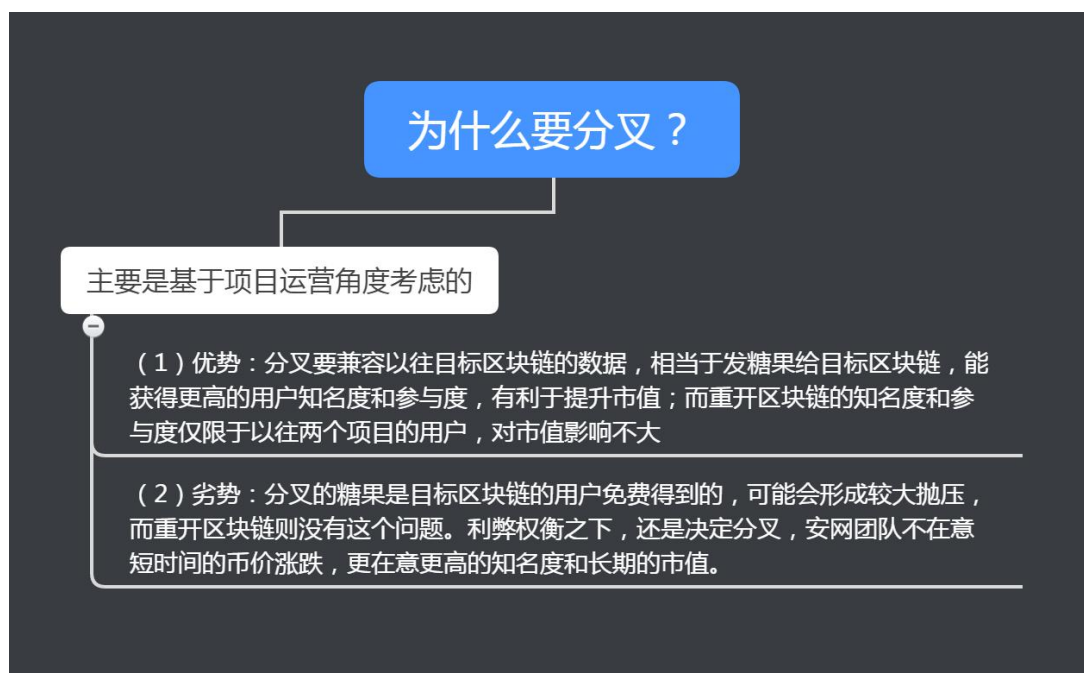 为什么要分叉？
主要是基于项目运营角度考虑的
（1）优势：分叉要兼容以往目标区块链的数据，相当于发糖果给目标区块链，能
获得更高的用户知名度和参与度，有利于提升市值；而重开区块链的知名度和参
与度仅限于以往两个项目的用户，对市值影响不大
（2）劣势：分叉的糖果是目标区块链的用户免费得到的，可能会形成较大抛压，
而重开区块链则没有这个问题。利弊权衡之下，还是决定分叉，安网团队不在意
短时间的币价涨跌，更在意更高的知名度和长期的市值。